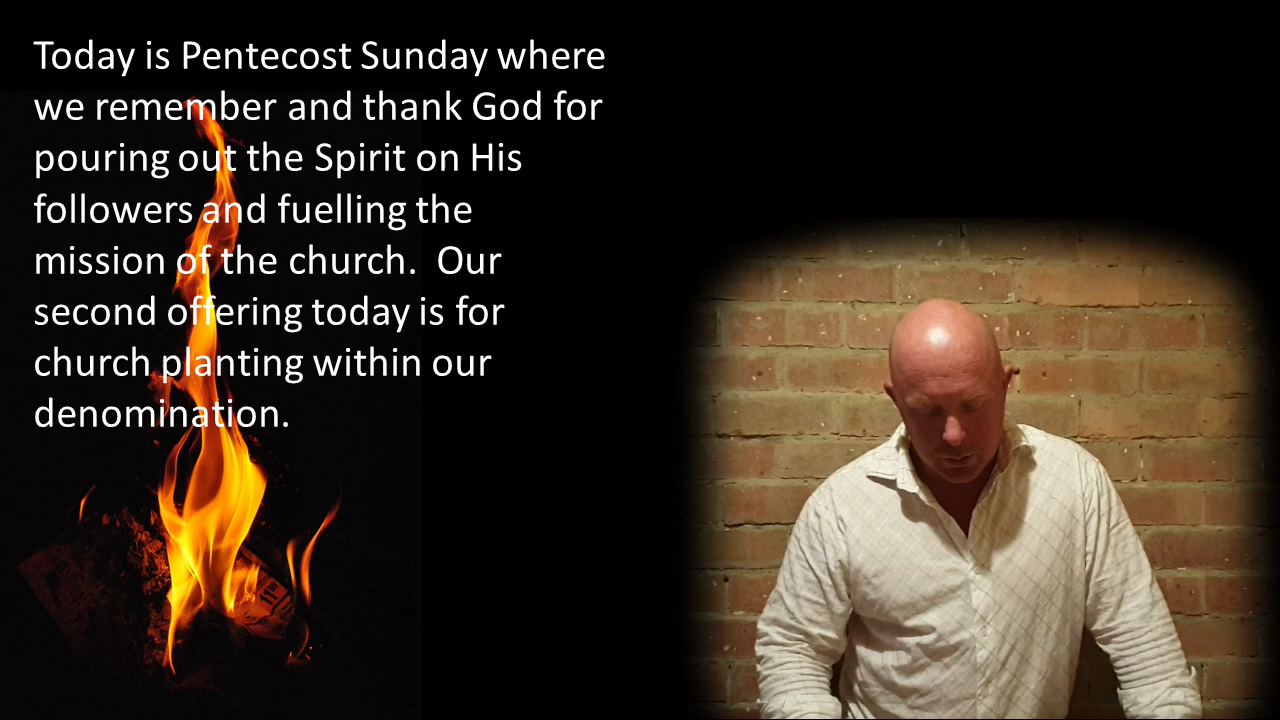 Today is Pentecost Sunday where
we remember and thank God for
pouring out the Spirit on His
followers and fuelling the
mission of the church.  Our
second offering today is for
church planting within our
denomination.